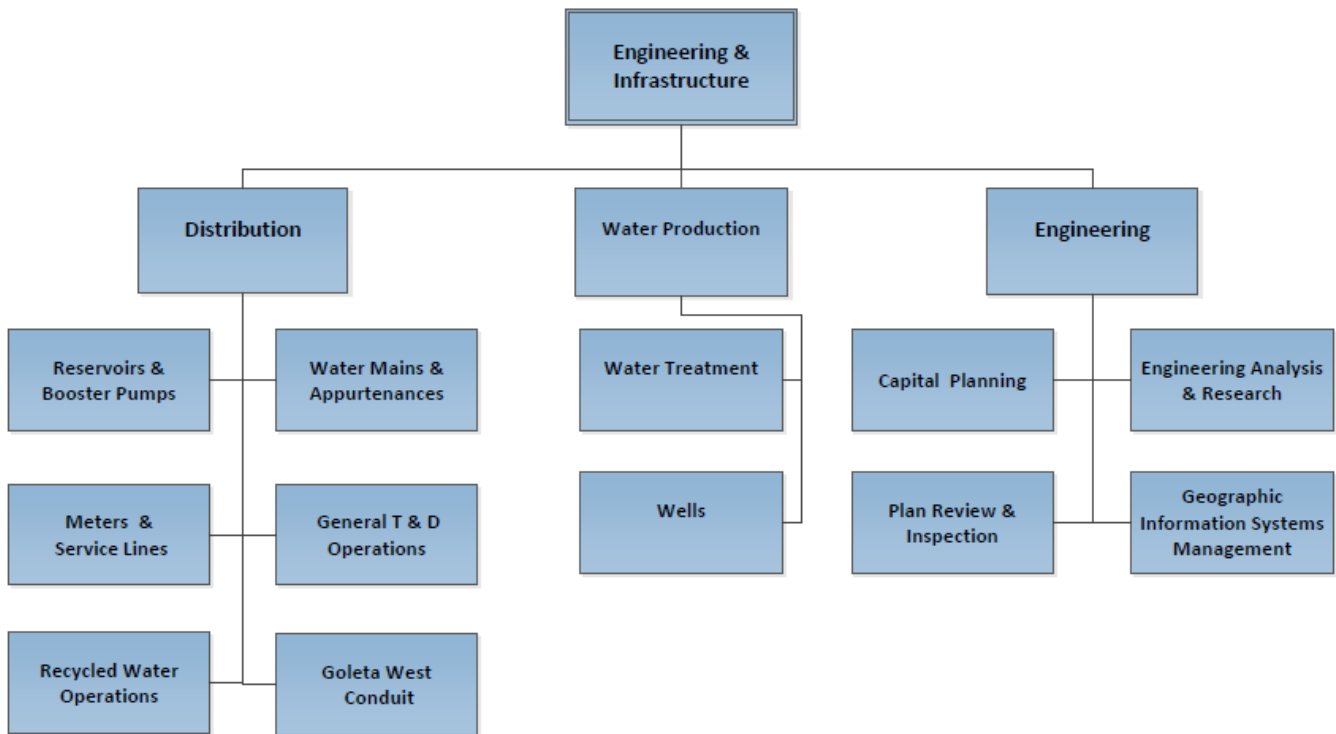 Engineering &
Infrastructure
Distribution
Water Production
Engineering
Reservoirs &
Booster Pumps
Water Mains &
Appurtenances
Water Treatment
Capital  Planning
Engineering Analysis
& Research
Meters  &
Service Lines
General T & D
Operations
Wells
Plan Review &
Inspection
Geographic
Information Systems
Management
Recycled Water
Operations
Goleta West
Conduit